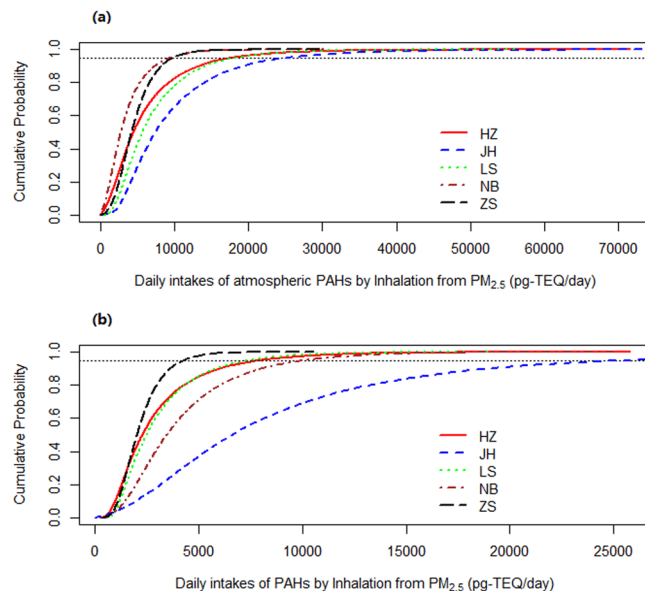 (a)
Cumulative Probability
0.0 0.2 0.4 0.6 0.8 1.0
HZ
JH
LS
NB
ZS
0 10000 20000 30000 40000 50000 60000 70000
Daily intakes of atmospheric PAHs by Inhalation from PM2.5 (pg-TEQ/day)
(b)
Cumulative Probability
0.0 0.2 0.4 0.6 0.8 1.0
HZ
JH
LS
NB
ZS
0 5000 10000 15000 20000 25000
Daily intakes of PAHs by Inhalation from PM2.5 (pg-TEQ/day)